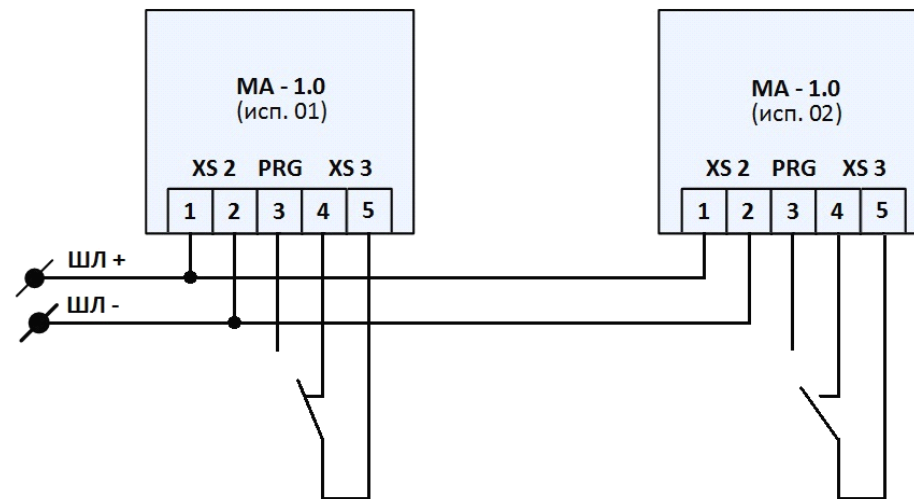 МА - 1.0
(исп. 01)
XS 2 PRG XS 3
1 2 3 4 5
МА - 1.0
(исп. 02)
XS 2 PRG XS 3
1 2 3 4 5
ШЛ +
ШЛ -